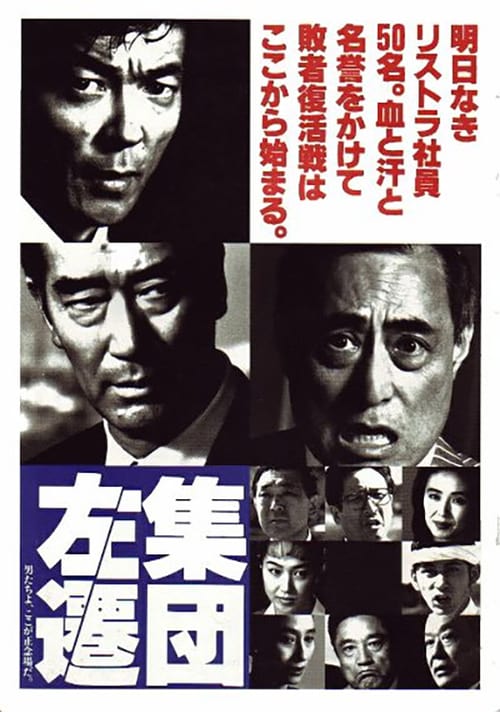 明日なき
リストラ社員
50名。血と汗と
名誉をかけて
敗者復活戦は
ここから始まる。
集団
左遷
男たちよ、ここが正念場だ。